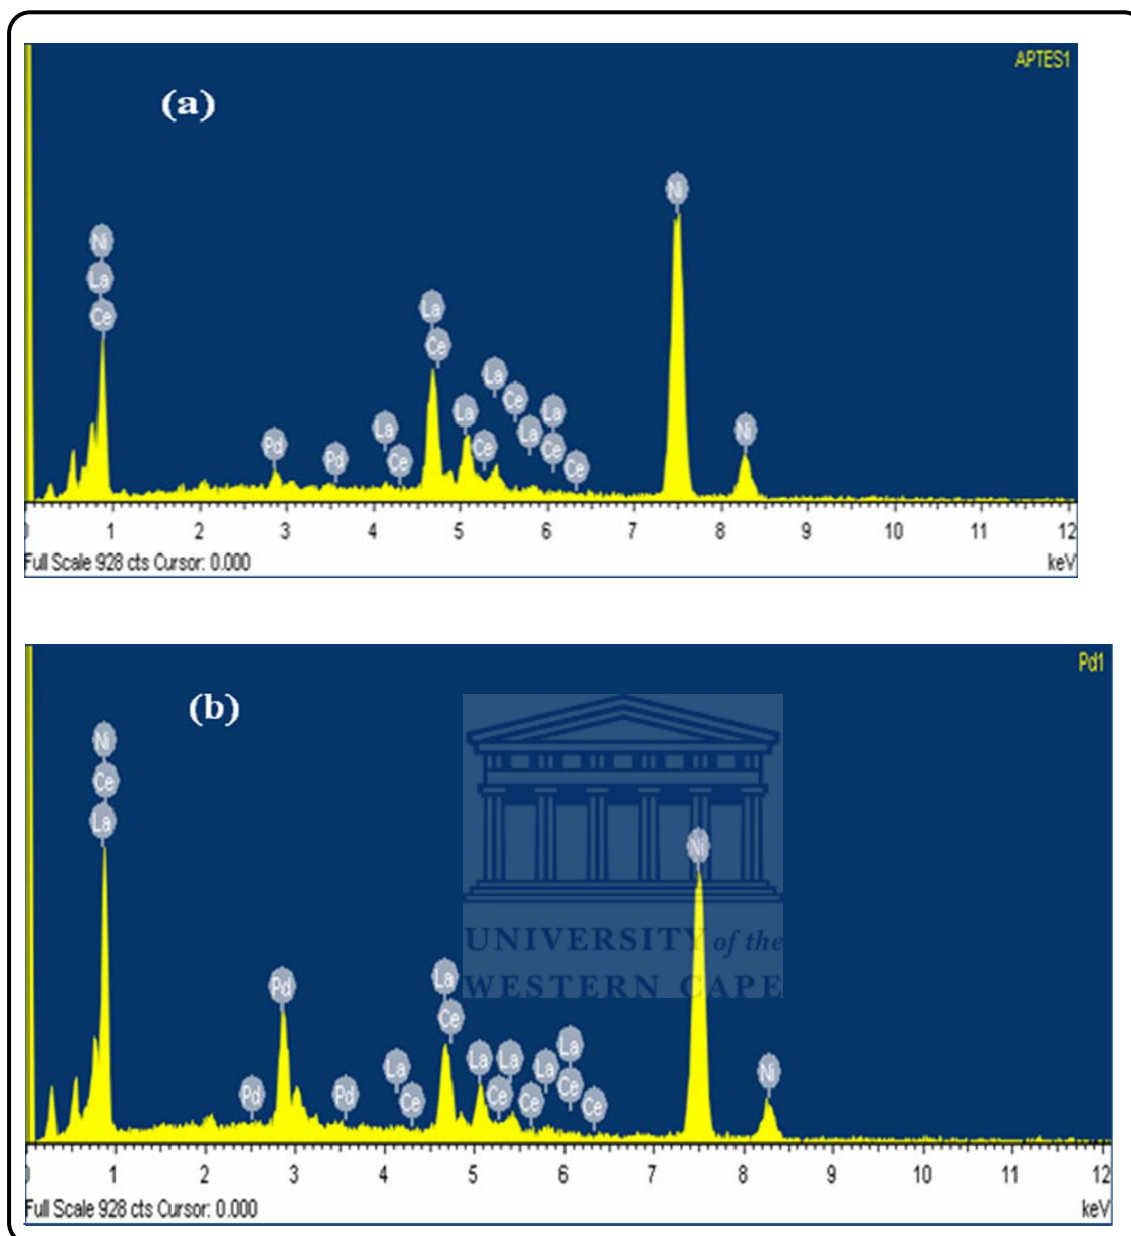 APTES1
(a)
Ni
Ni
La
Ce
La
Ce
La
Ce
La
La
Ce
La
La
Ce
Pd
Pd
La
Ce
Ce
Ni
1 2 3 4 5 6 7 8 9 10 11 12
Full Scale 928 cts Cursor: 0.000 keV
Pd1
(b)
Ni
Ce
La
Ni
Pd
La
Ce
UNIVERSITY of the
WESTERN CAPE
Pd
Pd
La
Ce
La
Ce
La
Ce
La
La
Ce
Ce
Ni
1 2 3 4 5 6 7 8 9 10 11 12
Full Scale 928 cts Cursor: 0.000 keV